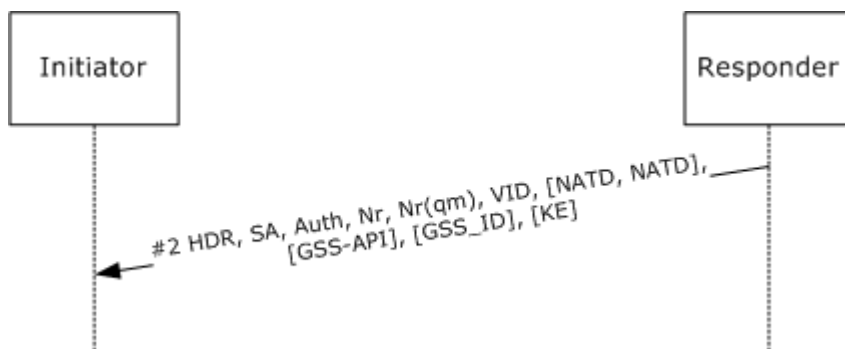 Initiator
Responder
#2 HDR, SA, Auth, Nr, Nr(qm), VID, [NATD, NATD],
[GSS-API], [GSS_ID], [KE]